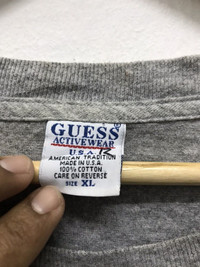 GUESS
ACTIVEWEAR
U.S.A.
AMERICAN TRADITION
MADE IN U.S.A.
100% COTTON
CARE ON REVERSE
SIZE XL